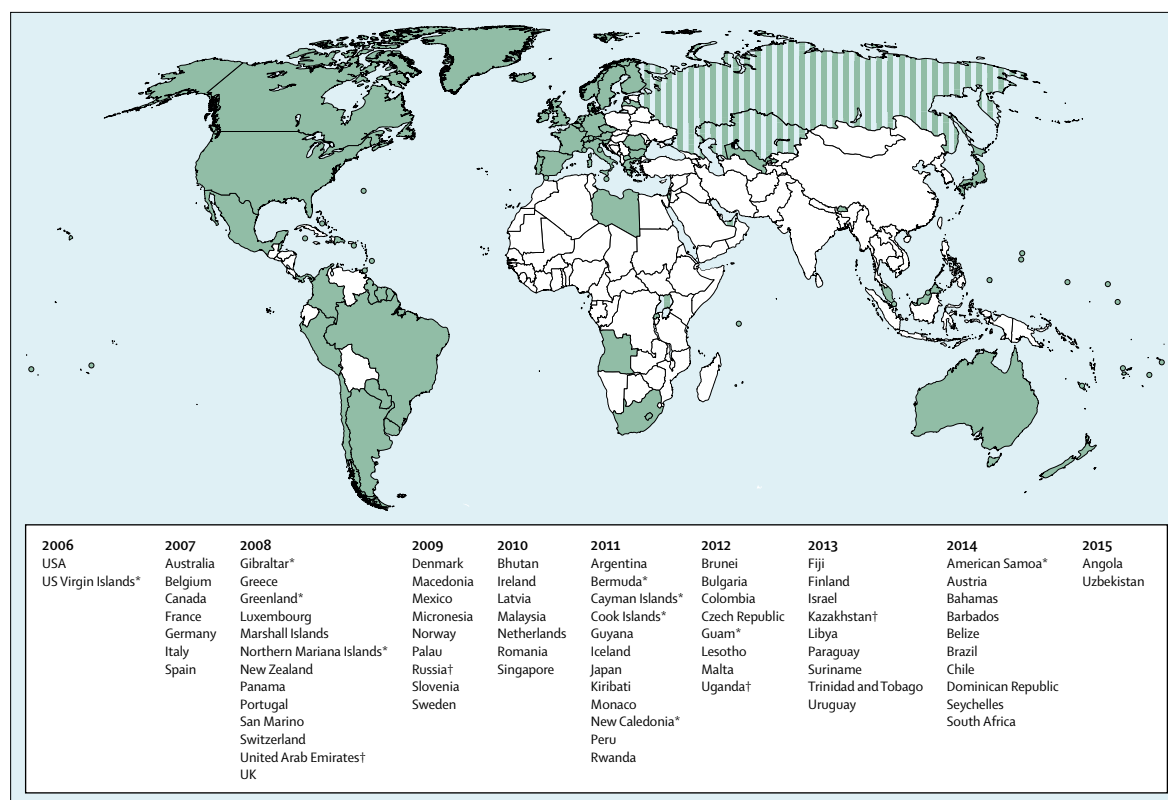 2006
USA
US Virgin Islands*
2007
Australia
Belgium
Canada
France
Germany
Italy
Spain
2008
Gibraltar*
Greece
Greenland*
Luxembourg
Marshall Islands
Northern Mariana Islands*
New Zealand
Panama
Portugal
San Marino
Switzerland
United Arab Emirates†
UK
2009
Denmark
Macedonia
Mexico
Micronesia
Norway
Palau
Russia†
Slovenia
Sweden
2010
Bhutan
Ireland
Latvia
Malaysia
Netherlands
Romania
Singapore
2011
Argentina
Bermuda*
Cayman Islands*
Cook Islands*
Guyana
Iceland
Japan
Kiribati
Monaco
New Caledonia*
Peru
Rwanda
2012
Brunei
Bulgaria
Colombia
Czech Republic
Guam*
Lesotho
Malta
Uganda†
2013
Fiji
Finland
Israel
Kazakhstan†
Libya
Paraguay
Suriname
Trinidad and Tobago
Uruguay
2014
American Samoa*
Austria
Bahamas
Barbados
Belize
Brazil
Chile
Dominican Republic
Seychelles
South Africa
2015
Angola
Uzbekistan